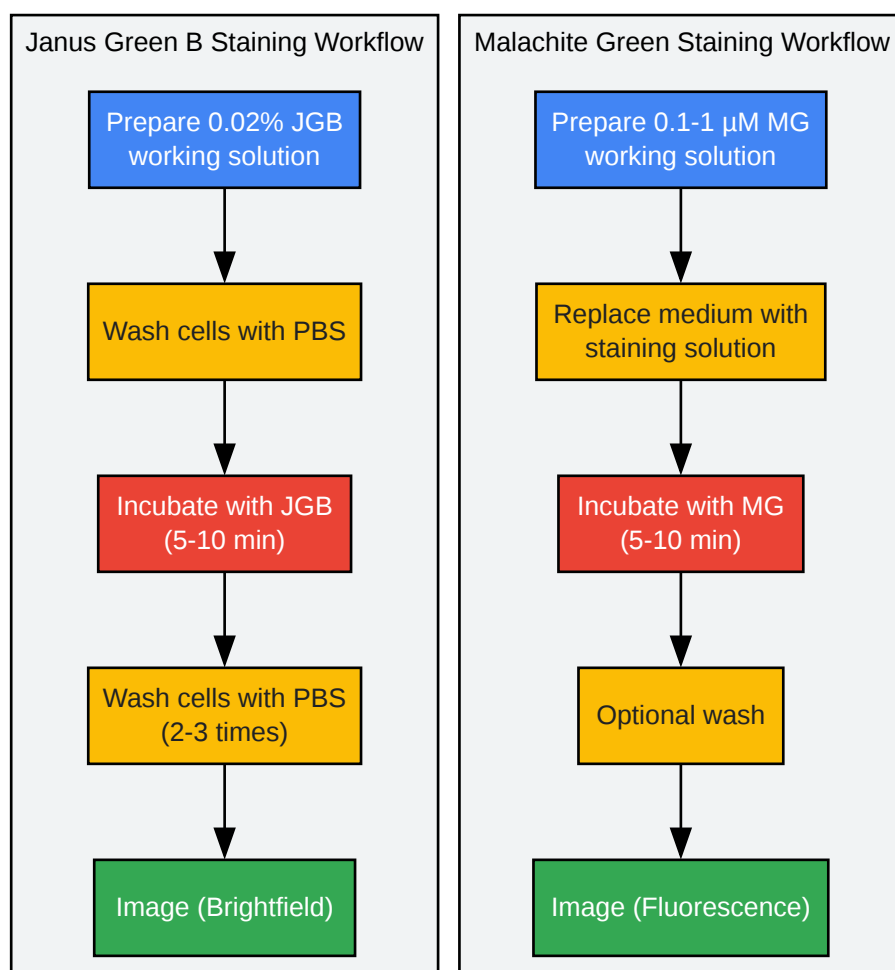 Janus Green B Staining Workflow
Prepare 0.02% JGB
working solution
Wash cells with PBS
Incubate with JGB
(5-10 min)
Wash cells with PBS
(2-3 times)
Image (Brightfield)
Malachite Green Staining Workflow
Prepare 0.1-1 µM MG
working solution
Replace medium with
staining solution
Incubate with MG
(5-10 min)
Optional wash
Image (Fluorescence)